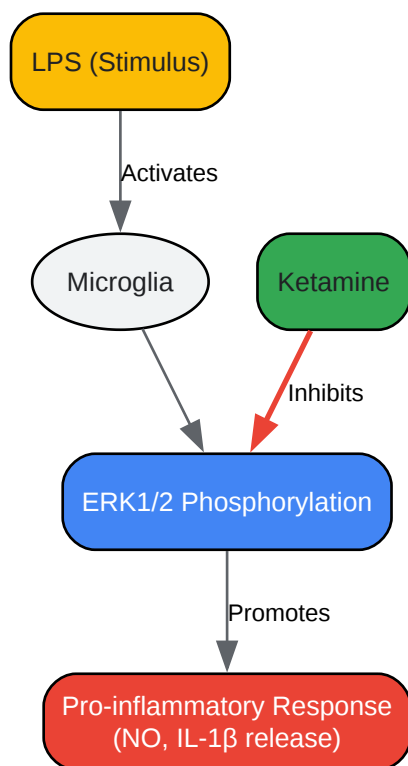 LPS (Stimulus)
Activates
Microglia
Ketamine
Inhibits
ERK1/2 Phosphorylation
Promotes
Pro-inflammatory Response
(NO, IL-1β release)